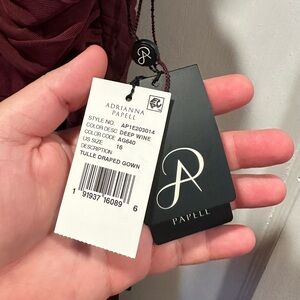 ADRIANNA
PAPELL
STYLE NO. AP1E203014
COLOR DESC. DEEP WINE
COLOR CODE AG640
US SIZE 16
DESCRIPTION
TULLE DRAPED GOWN
1 91937 16089 6
A
PAPELL